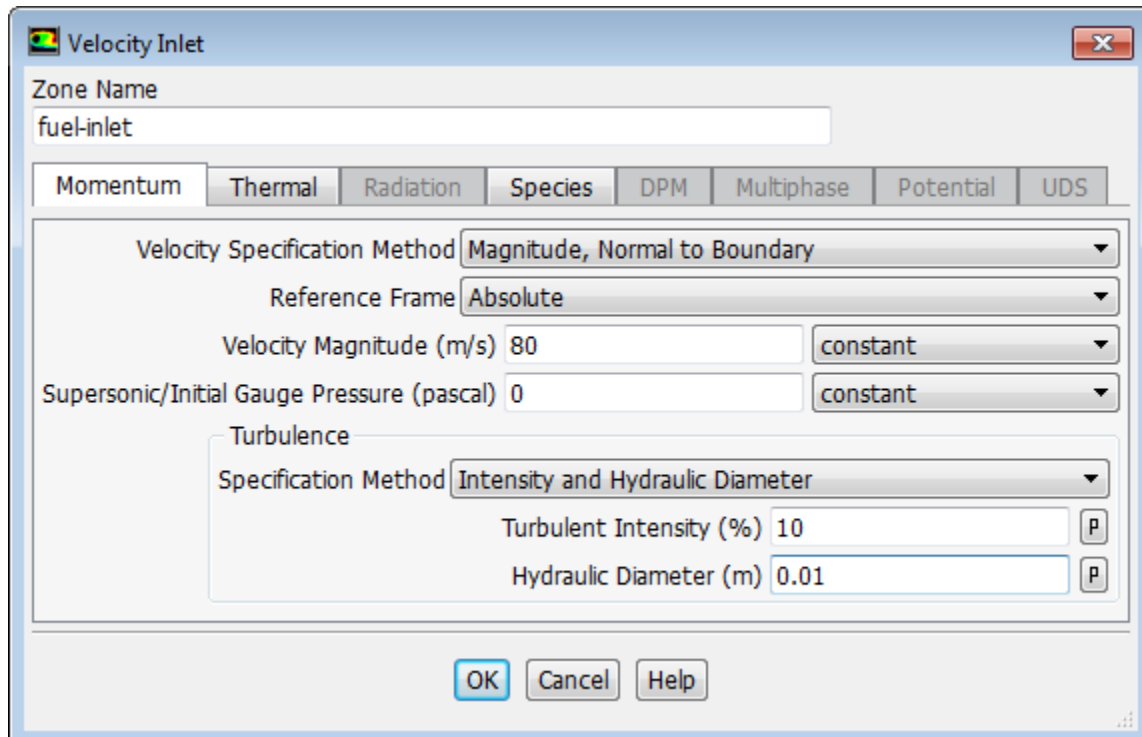 Velocity Inlet
Zone Name
fuel-inlet
Momentum Thermal Radiation Species DPM Multiphase Potential UDS
Velocity Specification Method Magnitude, Normal to Boundary
Reference Frame Absolute
Velocity Magnitude (m/s) 80 constant
Supersonic/Initial Gauge Pressure (pascal) 0 constant
Turbulence
Specification Method Intensity and Hydraulic Diameter
Turbulent Intensity (%) 10 P
Hydraulic Diameter (m) 0.01 P
OK Cancel Help